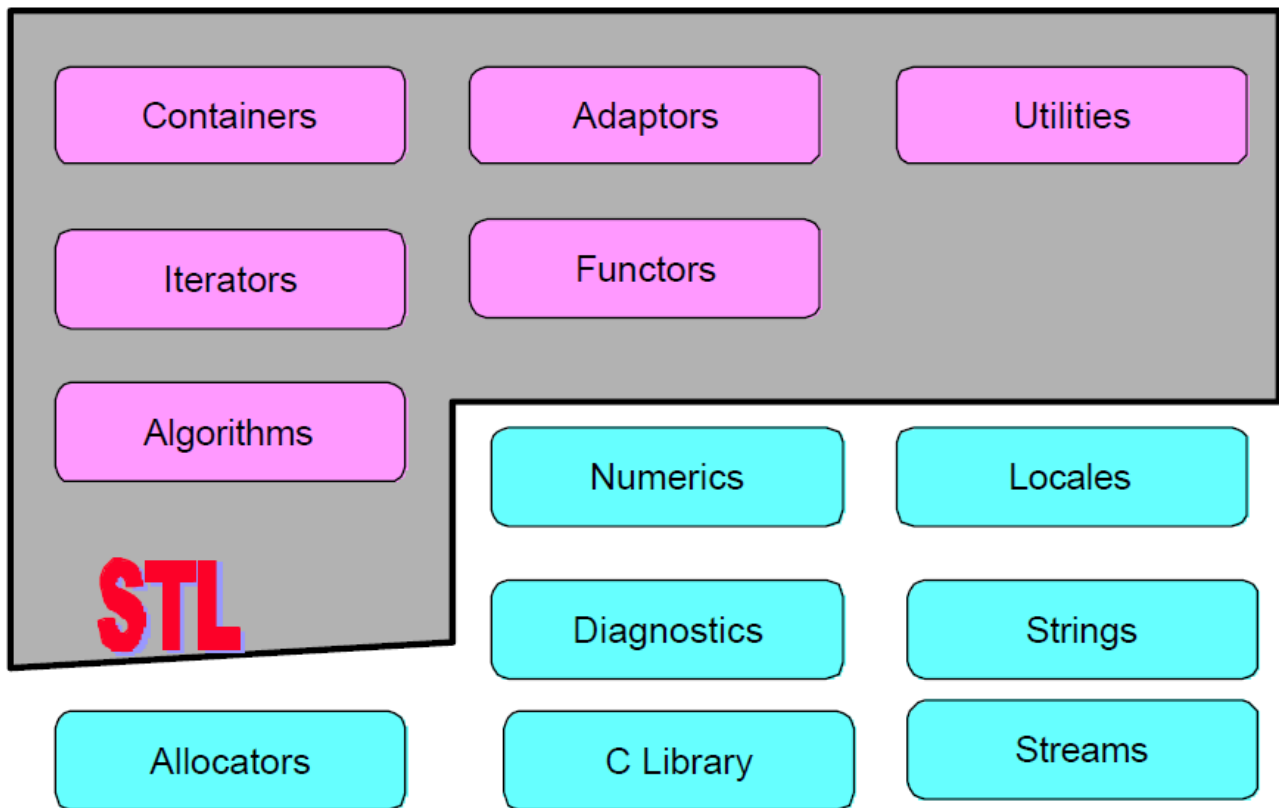 Containers
Adaptors
Utilities
Iterators
Functors
Algorithms
Numerics
Locales
STL
Diagnostics
Strings
Allocators
C Library
Streams